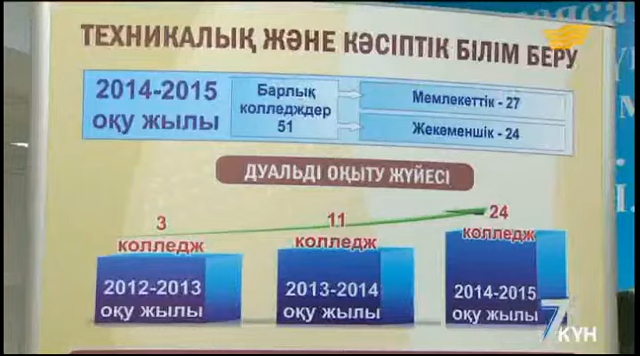 ТЕХНИКАЛЫҚ ЖӘНЕ КӘСІПТІК БІЛІМ БЕРУ
2014-2015
оқу жылы
Барлық
колледждер
51
Мемлекеттік - 27
Жекеменшік - 24
ДУАЛЬДІ ОҚЫТУ ЖҮЙЕСІ
3
колледж
11
колледж
24
колледж
2012-2013
оқу жылы
2013-2014
оқу жылы
2014-2015
оқу жылы
7
КҮН